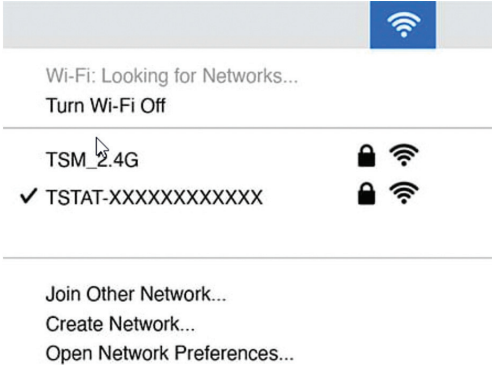 Wi-Fi: Looking for Networks...
Turn Wi-Fi Off
TSM_2.4G
TSTAT-XXXXXXXXXXXX
Join Other Network...
Create Network...
Open Network Preferences...